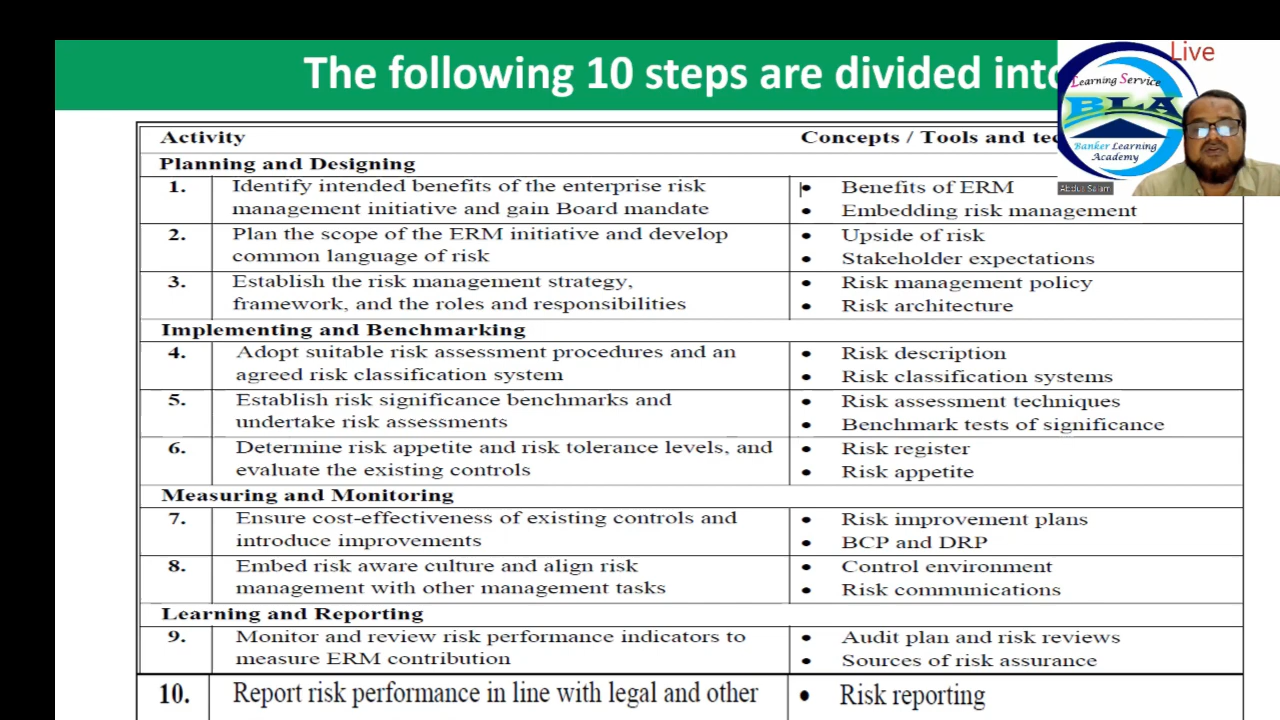 The following 10 steps are divided into
Live
Learning Service
BLA
Banker Learning
Academy
Abdul Salam
Activity
Concepts / Tools and
Planning and Designing
1. Identify intended benefits of the enterprise risk
management initiative and gain Board mandate
• Benefits of ERM
• Embedding risk management
2. Plan the scope of the ERM initiative and develop
common language of risk
• Upside of risk
• Stakeholder expectations
3. Establish the risk management strategy,
framework, and the roles and responsibilities
• Risk management policy
• Risk architecture
Implementing and Benchmarking
4. Adopt suitable risk assessment procedures and an
agreed risk classification system
• Risk description
• Risk classification systems
5. Establish risk significance benchmarks and
undertake risk assessments
• Risk assessment techniques
• Benchmark tests of significance
6. Determine risk appetite and risk tolerance levels, and
evaluate the existing controls
• Risk register
• Risk appetite
Measuring and Monitoring
7. Ensure cost-effectiveness of existing controls and
introduce improvements
• Risk improvement plans
• BCP and DRP
8. Embed risk aware culture and align risk
management with other management tasks
• Control environment
• Risk communications
Learning and Reporting
9. Monitor and review risk performance indicators to
measure ERM contribution
• Audit plan and risk reviews
• Sources of risk assurance
10. Report risk performance in line with legal and other
• Risk reporting